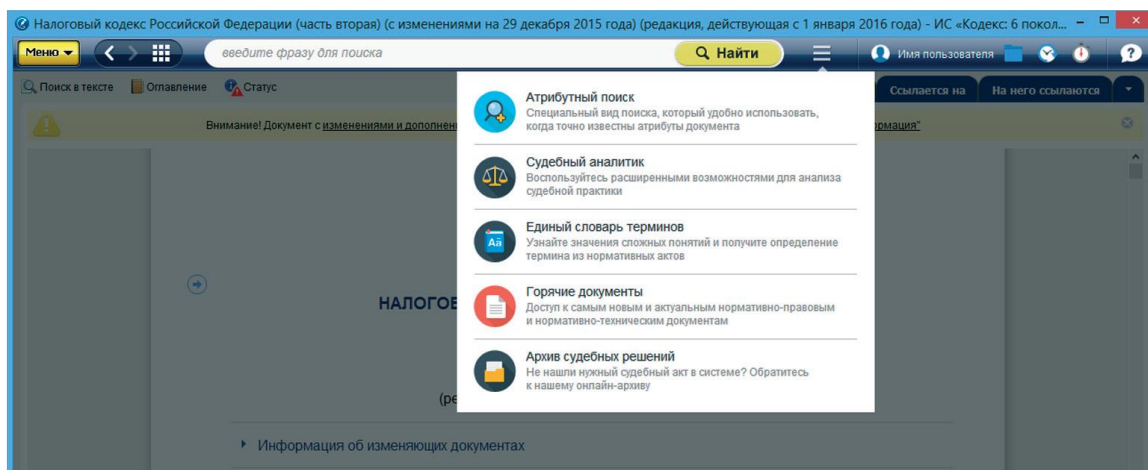 Налоговый кодекс Российской Федерации (часть вторая) (с изменениями на 29 декабря 2015 года) (редакция, действующая с 1 января 2016 года) - ИС «Кодекс: 6 покол...
Меню
введите фразу для поиска
Найти
Имя пользователя
Поиск в тексте Оглавление Статус
Ссылается на На него ссылаются
Внимание! Документ с изменениями и дополнен
Атрибутный поиск
Специальный вид поиска, который удобно использовать,
когда точно известны атрибуты документа
Судебный аналитик
Воспользуйтесь расширенными возможностями для анализа
судебной практики
Единый словарь терминов
Aa
Узнайте значения сложных понятий и получите определение
термина из нормативных актов
Горячие документы
Доступ к самым новым и актуальным нормативно-правовым
и нормативно-техническим документам
НАЛОГОВ
Архив судебных решений
Не нашли нужный судебный акт в системе? Обратитесь
к нашему онлайн-архиву
(ре
Информация об изменяющих документах